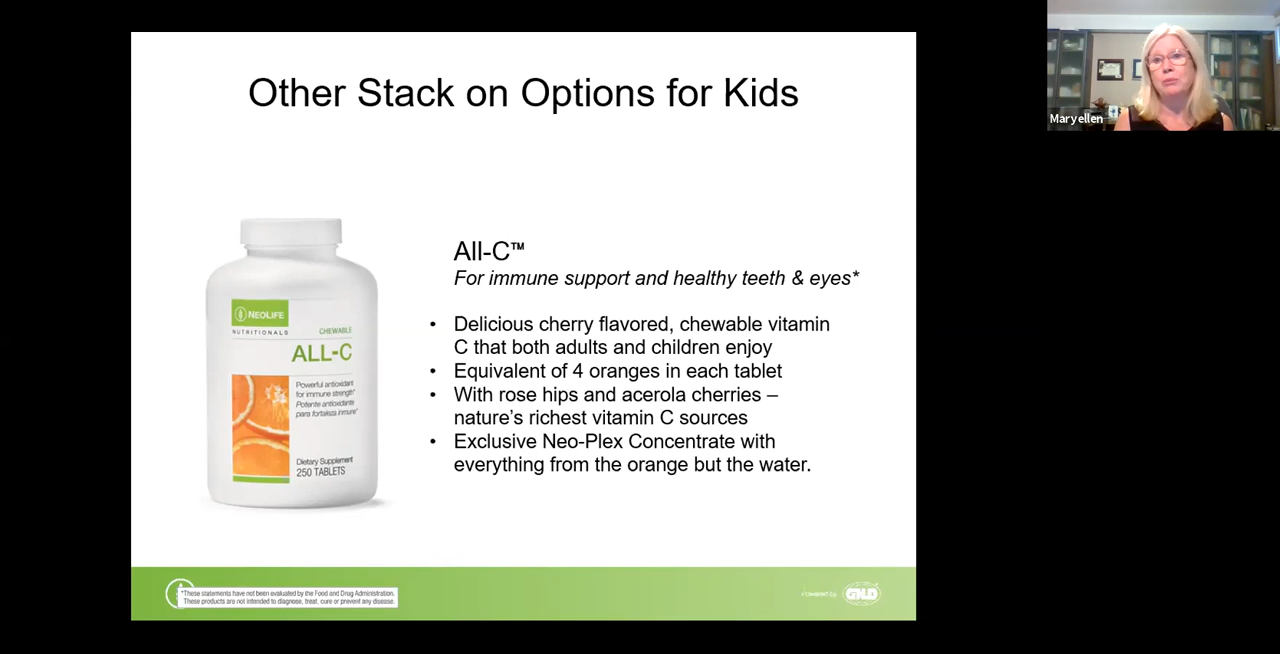 Other Stack on Options for Kids
Maryellen
All-C™
For immune support and healthy teeth & eyes*
• Delicious cherry flavored, chewable vitamin
C that both adults and children enjoy
• Equivalent of 4 oranges in each tablet
• With rose hips and acerola cherries –
nature's richest vitamin C sources
• Exclusive Neo-Plex Concentrate with
everything from the orange but the water.
NEOLIFE
NUTRITIONALS
CHEWABLE
ALL-C
Powerful antioxidant
for immune strength*
Potente antioxidante
para fortaleza inmune*
Dietary Supplement
250 TABLETS
*These statements have not been evaluated by the Food and Drug Administration.
These products are not intended to diagnose, treat, cure or prevent any disease.
GNLD